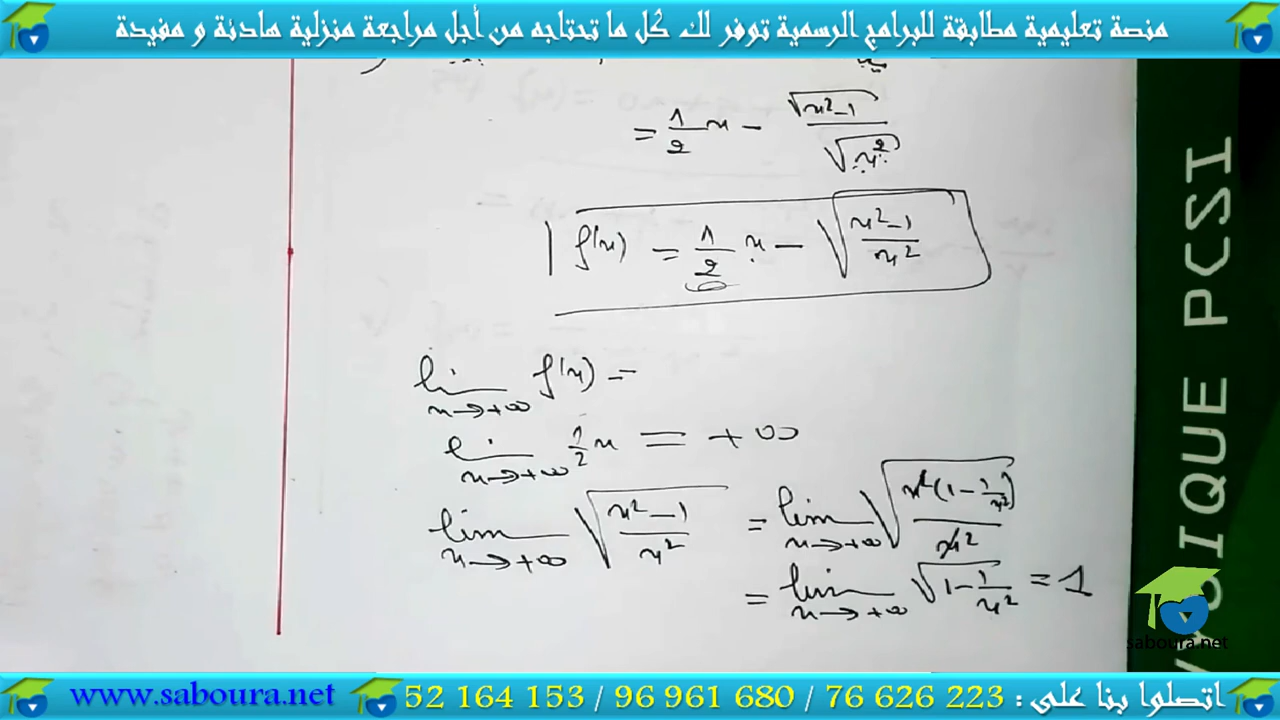 منصة تعليمية مطابقة للبرامج الرسمية توفر لك كل ما تحتاجه من أجل مراجعة منزلية هادئة و مفيدة
= 1/2 x - √(x²-1)/√(x²)
f(x) = 1/2 x - √((x²-1)/x²)
lim x→+∞ f(x) =
lim x→+∞ 1/2 x = +∞
lim x→+∞ √((x²-1)/x²) = lim x→+∞ √(x²(1-1/x²)/x²)
= lim x→+∞ √(1-1/x²) = 1
IQUE PCSI
saboura.net
www.saboura.net
اتصلوا بنا على : 223 626 76 / 680 961 96 / 153 164 52